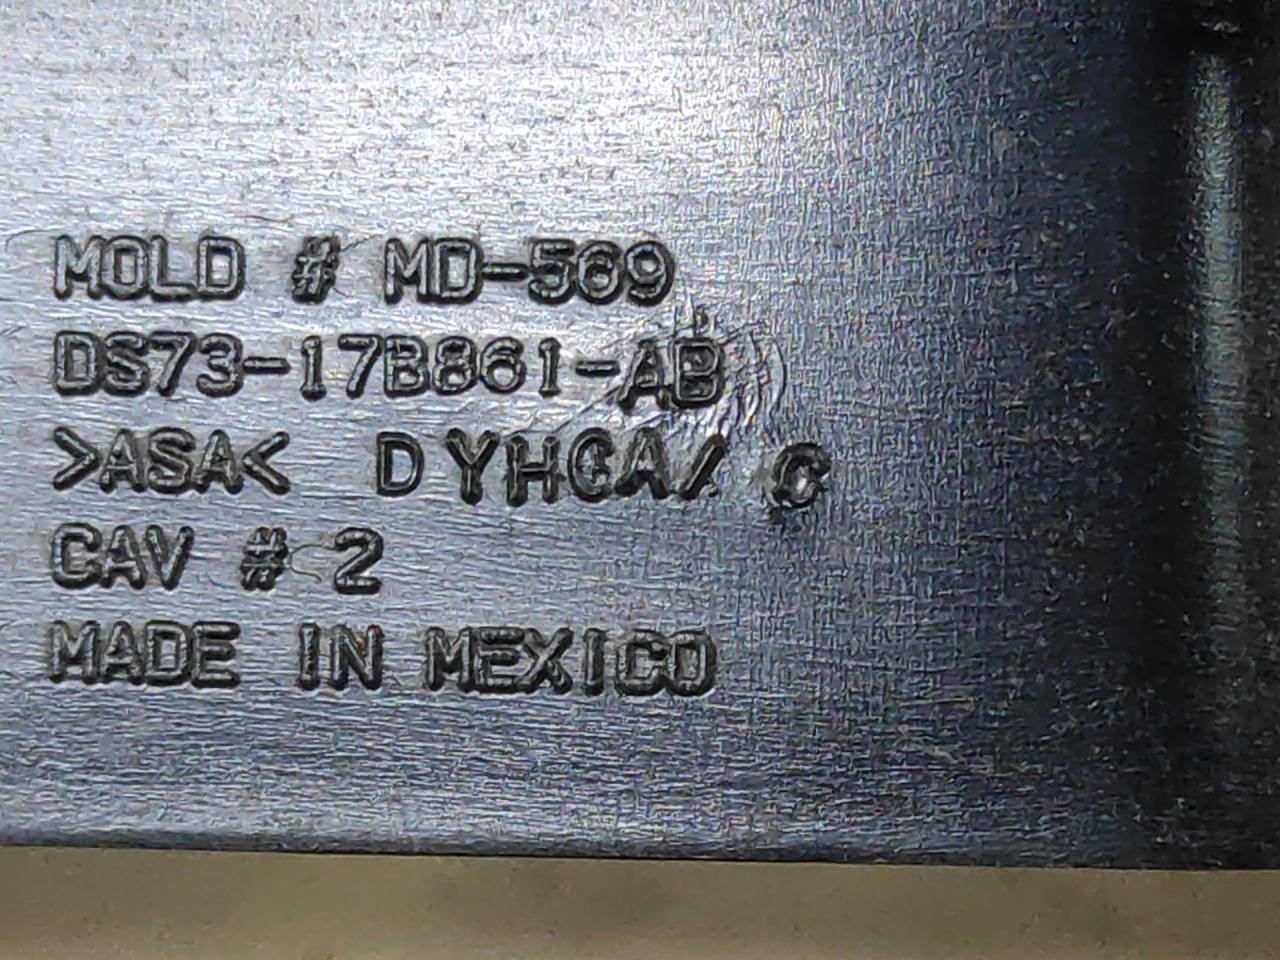 MOLD # MD-569
DS73-17B861-AB
>ASA< DYHCA/ C
CAV # 2
MADE IN MEXICO